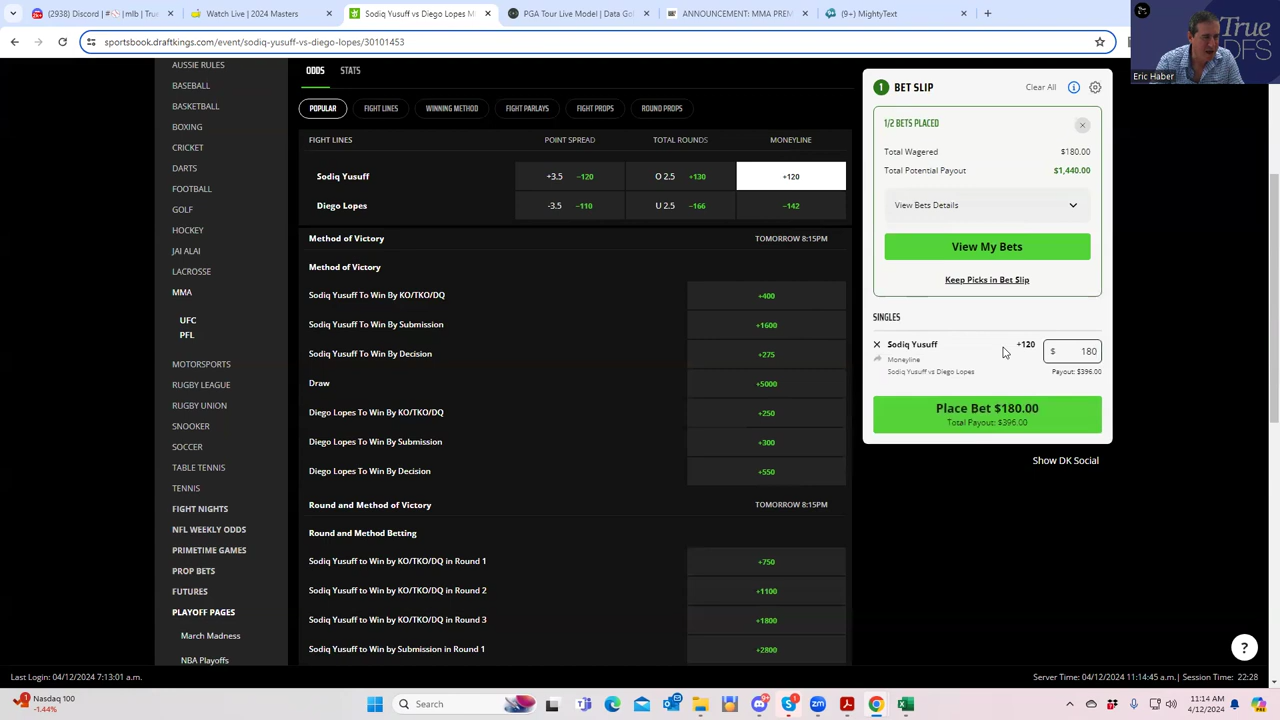 (2938) Discord | #
| mlb | True
Watch Live | 2024 Masters
Sodiq Yusuff vs Diego Lopes M
PGA Tour Live Model | Data Gol
ANNOUNCEMENT: MMA PREM
(9+) MightyText
sportsbook.draftkings.com/event/sodiq-yusuff-vs-diego-lopes/30101453
True
DFS
Eric Haber
AUSSIE RULES
BASEBALL
BASKETBALL
BOXING
CRICKET
DARTS
FOOTBALL
GOLF
HOCKEY
JAI ALAI
LACROSSE
MMA
UFC
PFL
MOTORSPORTS
RUGBY LEAGUE
RUGBY UNION
SNOOKER
SOCCER
TABLE TENNIS
TENNIS
FIGHT NIGHTS
NFL WEEKLY ODDS
PRIMETIME GAMES
PROP BETS
FUTURES
PLAYOFF PAGES
March Madness
NBA Playoffs
ODDS STATS
POPULAR FIGHT LINES WINNING METHOD FIGHT PARLAYS FIGHT PROPS ROUND PROPS
FIGHT LINES POINT SPREAD TOTAL ROUNDS MONEYLINE
Sodiq Yusuff +3.5 −120 O 2.5 +130 +120
Diego Lopes -3.5 −110 U 2.5 −166 −142
Method of Victory TOMORROW 8:15PM
Method of Victory
Sodiq Yusuff To Win By KO/TKO/DQ +400
Sodiq Yusuff To Win By Submission +1600
Sodiq Yusuff To Win By Decision +275
Draw +5000
Diego Lopes To Win By KO/TKO/DQ +250
Diego Lopes To Win By Submission +300
Diego Lopes To Win By Decision +550
Round and Method of Victory TOMORROW 8:15PM
Round and Method Betting
Sodiq Yusuff to Win by KO/TKO/DQ in Round 1 +750
Sodiq Yusuff to Win by KO/TKO/DQ in Round 2 +1100
Sodiq Yusuff to Win by KO/TKO/DQ in Round 3 +1800
Sodiq Yusuff to Win by Submission in Round 1 +2800
1 BET SLIP Clear All
1/2 BETS PLACED
Total Wagered $180.00
Total Potential Payout $1,440.00
View Bets Details
View My Bets
Keep Picks in Bet Slip
SINGLES
Sodiq Yusuff +120 $ 180
Moneyline
Sodiq Yusuff vs Diego Lopes Payout: $396.00
Place Bet $180.00
Total Payout: $396.00
Show DK Social
?
Last Login: 04/12/2024 7:13:01 a.m. Server Time: 04/12/2024 11:14:45 a.m.| Session Time: 22:28
Nasdaq 100
-1.44%
Search
11:14 AM
4/12/2024